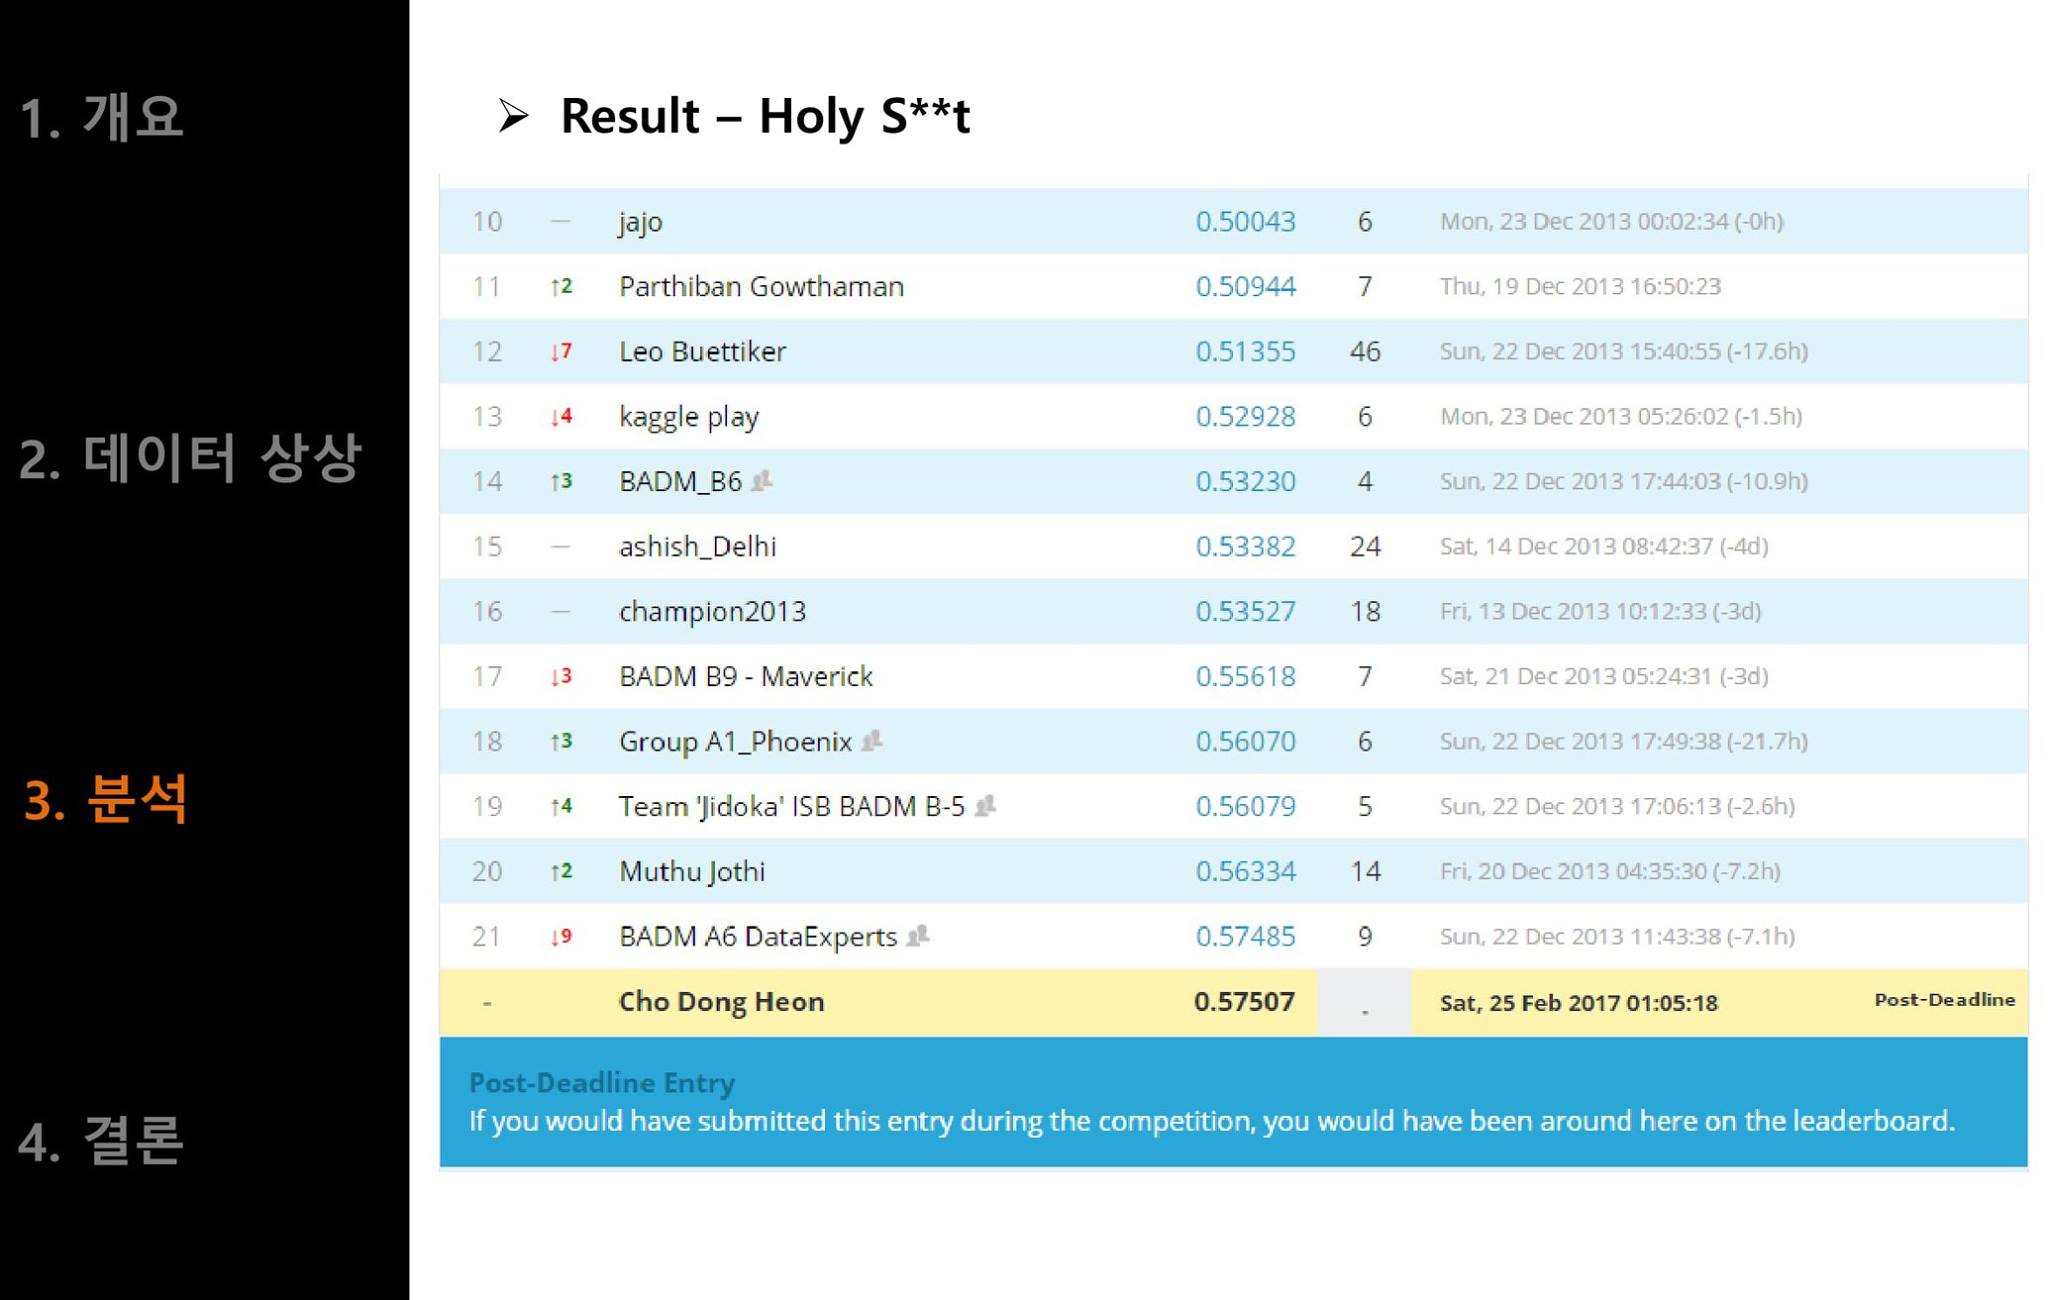 1. 개요
2. 데이터 상상
3. 분석
4. 결론
➢ Result – Holy S**t
10 — jajo 0.50043 6 Mon, 23 Dec 2013 00:02:34 (-0h)
11 ↑2 Parthiban Gowthaman 0.50944 7 Thu, 19 Dec 2013 16:50:23
12 ↓7 Leo Buettiker 0.51355 46 Sun, 22 Dec 2013 15:40:55 (-17.6h)
13 ↓4 kaggle play 0.52928 6 Mon, 23 Dec 2013 05:26:02 (-1.5h)
14 ↑3 BADM_B6 0.53230 4 Sun, 22 Dec 2013 17:44:03 (-10.9h)
15 — ashish_Delhi 0.53382 24 Sat, 14 Dec 2013 08:42:37 (-4d)
16 — champion2013 0.53527 18 Fri, 13 Dec 2013 10:12:33 (-3d)
17 ↓3 BADM B9 - Maverick 0.55618 7 Sat, 21 Dec 2013 05:24:31 (-3d)
18 ↑3 Group A1_Phoenix 0.56070 6 Sun, 22 Dec 2013 17:49:38 (-21.7h)
19 ↑4 Team 'Jidoka' ISB BADM B-5 0.56079 5 Sun, 22 Dec 2013 17:06:13 (-2.6h)
20 ↑2 Muthu Jothi 0.56334 14 Fri, 20 Dec 2013 04:35:30 (-7.2h)
21 ↓9 BADM A6 DataExperts 0.57485 9 Sun, 22 Dec 2013 11:43:38 (-7.1h)
- Cho Dong Heon 0.57507 - Sat, 25 Feb 2017 01:05:18 Post-Deadline
Post-Deadline Entry
If you would have submitted this entry during the competition, you would have been around here on the leaderboard.